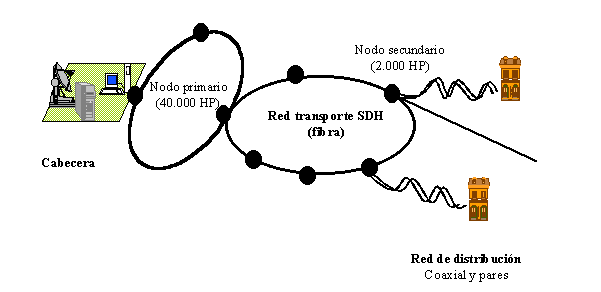 Nodo secundario
(2.000 HP)
Nodo primario
(40.000 HP)
Red transporte SDH
(fibra)
Cabecera
Red de distribución
Coaxial y pares